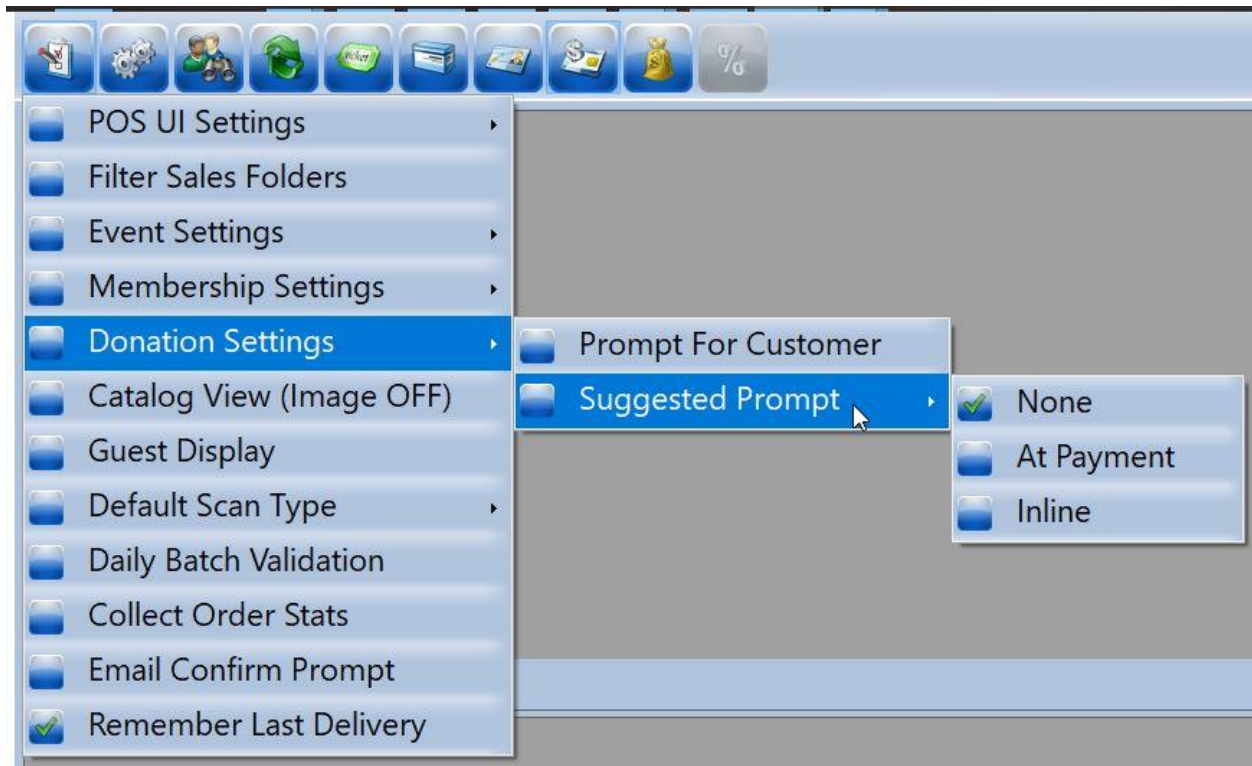 Ticket
%
POS UI Settings
Filter Sales Folders
Event Settings
Membership Settings
Donation Settings
Catalog View (Image OFF)
Guest Display
Default Scan Type
Daily Batch Validation
Collect Order Stats
Email Confirm Prompt
Remember Last Delivery
Prompt For Customer
Suggested Prompt
None
At Payment
Inline